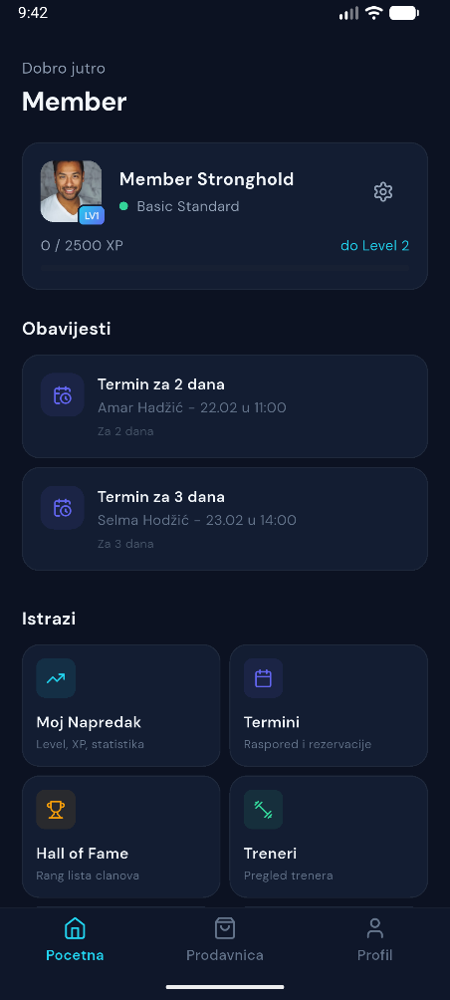 9:42
Dobro jutro
Member
Member Stronghold
LV1
Basic Standard
0 / 2500 XP
do Level 2
Obavijesti
Termin za 2 dana
Amar Hadžić - 22.02 u 11:00
Za 2 dana
Termin za 3 dana
Selma Hodžić - 23.02 u 14:00
Za 3 dana
Istrazi
Moj Napredak
Level, XP, statistika
Termini
Raspored i rezervacije
Hall of Fame
Rang lista clanova
Treneri
Pregled trenera
Pocetna
Prodavnica
Profil